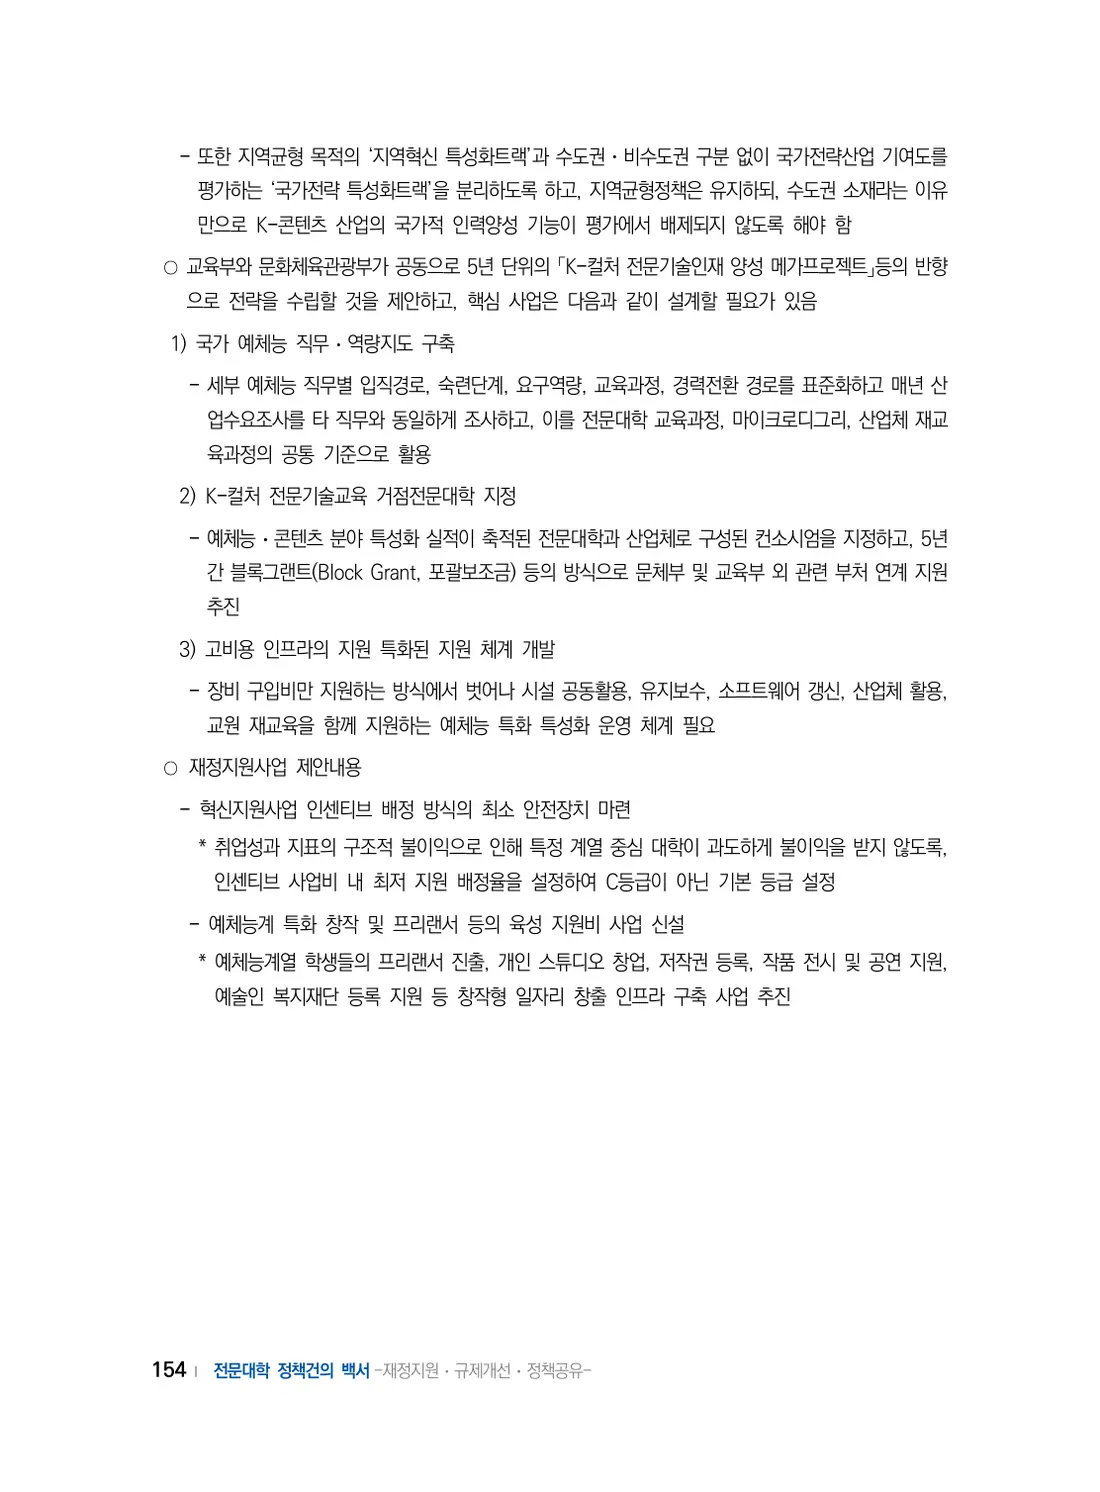 - 또한 지역균형 목적의 ‘지역혁신 특성화트랙’과 수도권·비수도권 구분 없이 국가전략산업 기여도를
평가하는 ‘국가전략 특성화트랙’을 분리하도록 하고, 지역균형정책은 유지하되, 수도권 소재라는 이유
만으로 K-콘텐츠 산업의 국가적 인력양성 기능이 평가에서 배제되지 않도록 해야 함
○ 교육부와 문화체육관광부가 공동으로 5년 단위의 「K-컬처 전문기술인재 양성 메가프로젝트」등의 반향
으로 전략을 수립할 것을 제안하고, 핵심 사업은 다음과 같이 설계할 필요가 있음
1) 국가 예체능 직무·역량지도 구축
- 세부 예체능 직무별 입직경로, 숙련단계, 요구역량, 교육과정, 경력전환 경로를 표준화하고 매년 산
업수요조사를 타 직무와 동일하게 조사하고, 이를 전문대학 교육과정, 마이크로디그리, 산업체 재교
육과정의 공통 기준으로 활용
2) K-컬처 전문기술교육 거점전문대학 지정
- 예체능·콘텐츠 분야 특성화 실적이 축적된 전문대학과 산업체로 구성된 컨소시엄을 지정하고, 5년
간 블록그랜트(Block Grant, 포괄보조금) 등의 방식으로 문체부 및 교육부 외 관련 부처 연계 지원
추진
3) 고비용 인프라의 지원 특화된 지원 체계 개발
- 장비 구입비만 지원하는 방식에서 벗어나 시설 공동활용, 유지보수, 소프트웨어 갱신, 산업체 활용,
교원 재교육을 함께 지원하는 예체능 특화 특성화 운영 체계 필요
○ 재정지원사업 제안내용
- 혁신지원사업 인센티브 배정 방식의 최소 안전장치 마련
* 취업성과 지표의 구조적 불이익으로 인해 특정 계열 중심 대학이 과도하게 불이익을 받지 않도록,
인센티브 사업비 내 최저 지원 배정율을 설정하여 C등급이 아닌 기본 등급 설정
- 예체능계 특화 창작 및 프리랜서 등의 육성 지원비 사업 신설
* 예체능계열 학생들의 프리랜서 진출, 개인 스튜디오 창업, 저작권 등록, 작품 전시 및 공연 지원,
예술인 복지재단 등록 지원 등 창작형 일자리 창출 인프라 구축 사업 추진
154 | 전문대학 정책건의 백서 -재정지원·규제개선·정책공유-